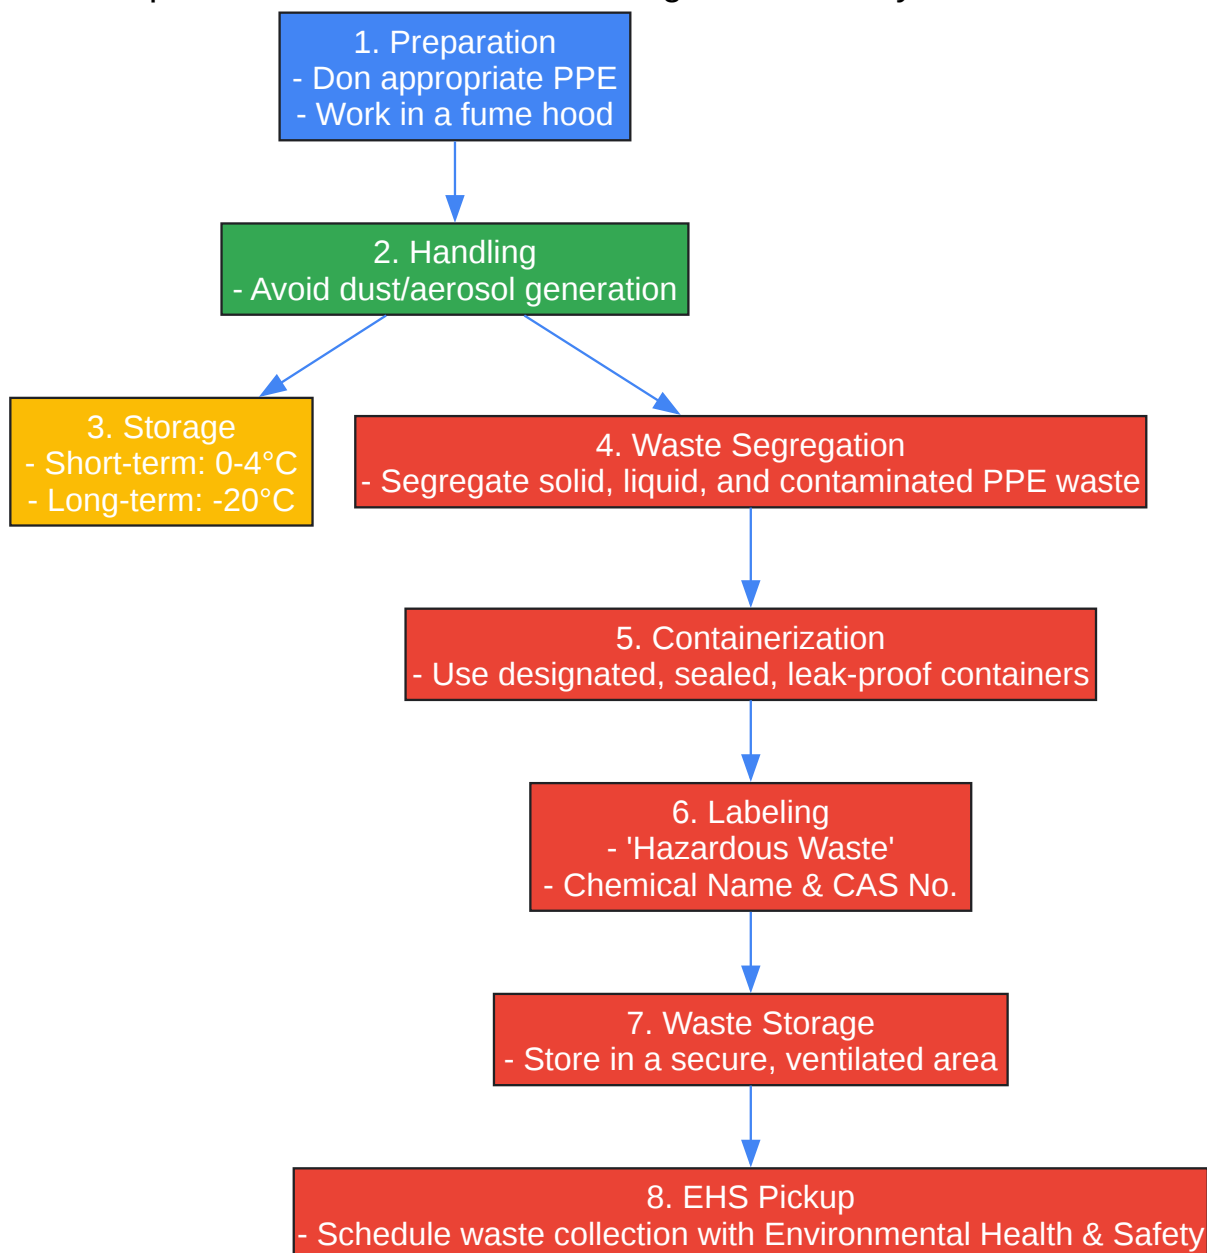 1. Preparation
- Don appropriate PPE
- Work in a fume hood
2. Handling
- Avoid dust/aerosol generation
3. Storage
- Short-term: 0-4°C
- Long-term: -20°C
4. Waste Segregation
- Segregate solid, liquid, and contaminated PPE waste
5. Containerization
- Use designated, sealed, leak-proof containers
6. Labeling
- 'Hazardous Waste'
- Chemical Name & CAS No.
7. Waste Storage
- Store in a secure, ventilated area
8. EHS Pickup
- Schedule waste collection with Environmental Health & Safety